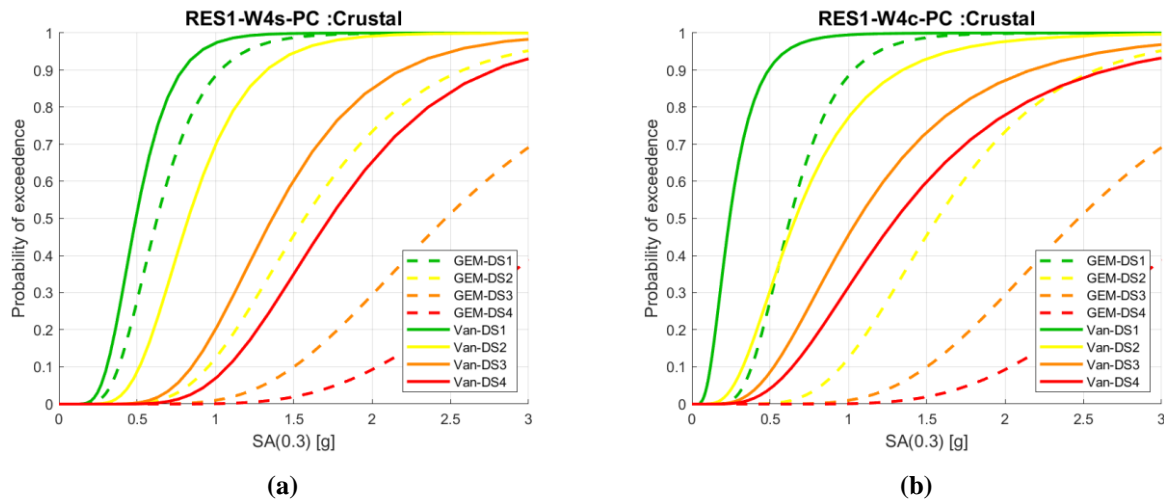 RES1-W4s-PC :Crustal
Probability of exceedence
1
0.9
0.8
0.7
0.6
0.5
0.4
0.3
0.2
0.1
0
GEM-DS1
GEM-DS2
GEM-DS3
GEM-DS4
Van-DS1
Van-DS2
Van-DS3
Van-DS4
0 0.5 1 1.5 2 2.5 3
SA(0.3) [g]
(a)
RES1-W4c-PC :Crustal
Probability of exceedence
1
0.9
0.8
0.7
0.6
0.5
0.4
0.3
0.2
0.1
0
GEM-DS1
GEM-DS2
GEM-DS3
GEM-DS4
Van-DS1
Van-DS2
Van-DS3
Van-DS4
0 0.5 1 1.5 2 2.5 3
SA(0.3) [g]
(b)